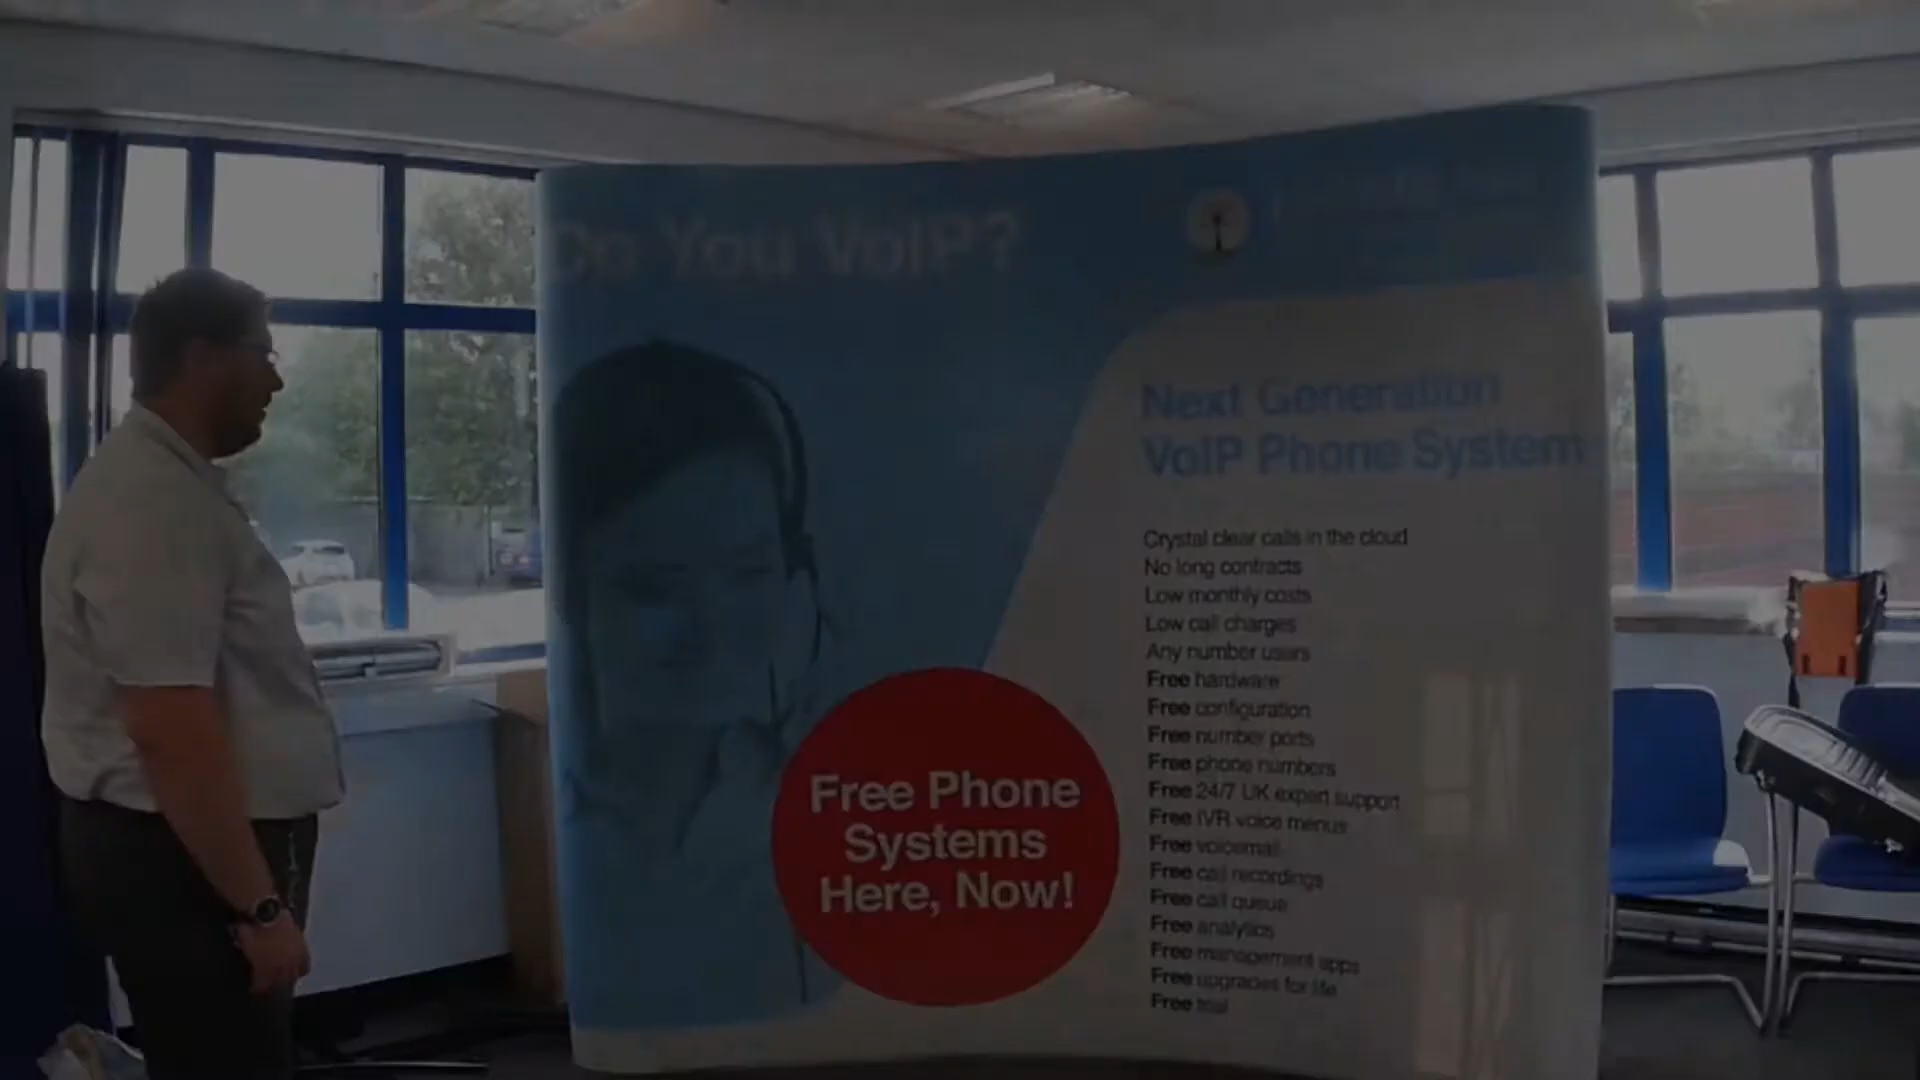 Do You VoIP?
Next Generation
VoIP Phone System
Crystal clear calls in the cloud
No long contracts
Low monthly costs
Low call charges
Any number users
Free hardware
Free configuration
Free number ports
Free phone numbers
Free 24/7 UK expert support
Free IVR voice menus
Free voicemail
Free call recordings
Free call queue
Free analytics
Free management apps
Free upgrades for life
Free trial
Free Phone
Systems
Here, Now!